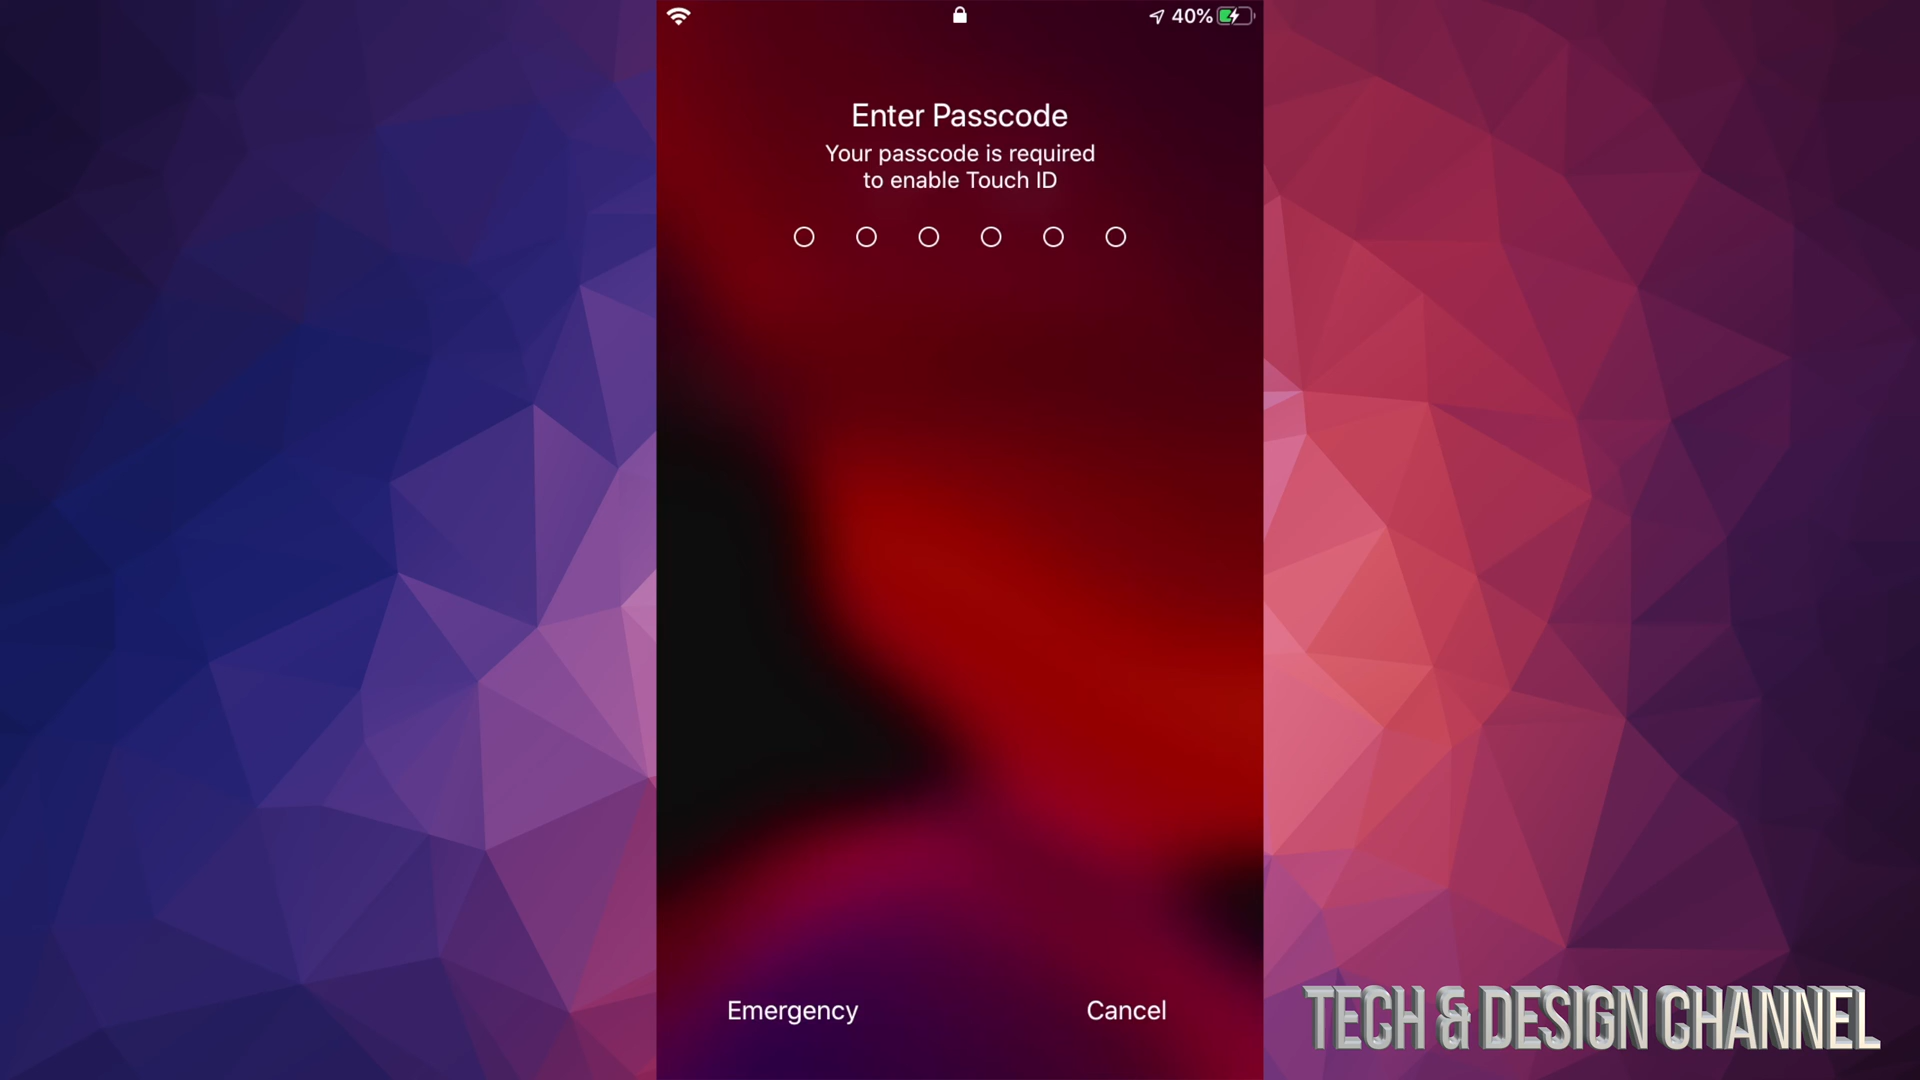 40%
Enter Passcode
Your passcode is required
to enable Touch ID
Emergency
Cancel
TECH & DESIGN CHANNEL